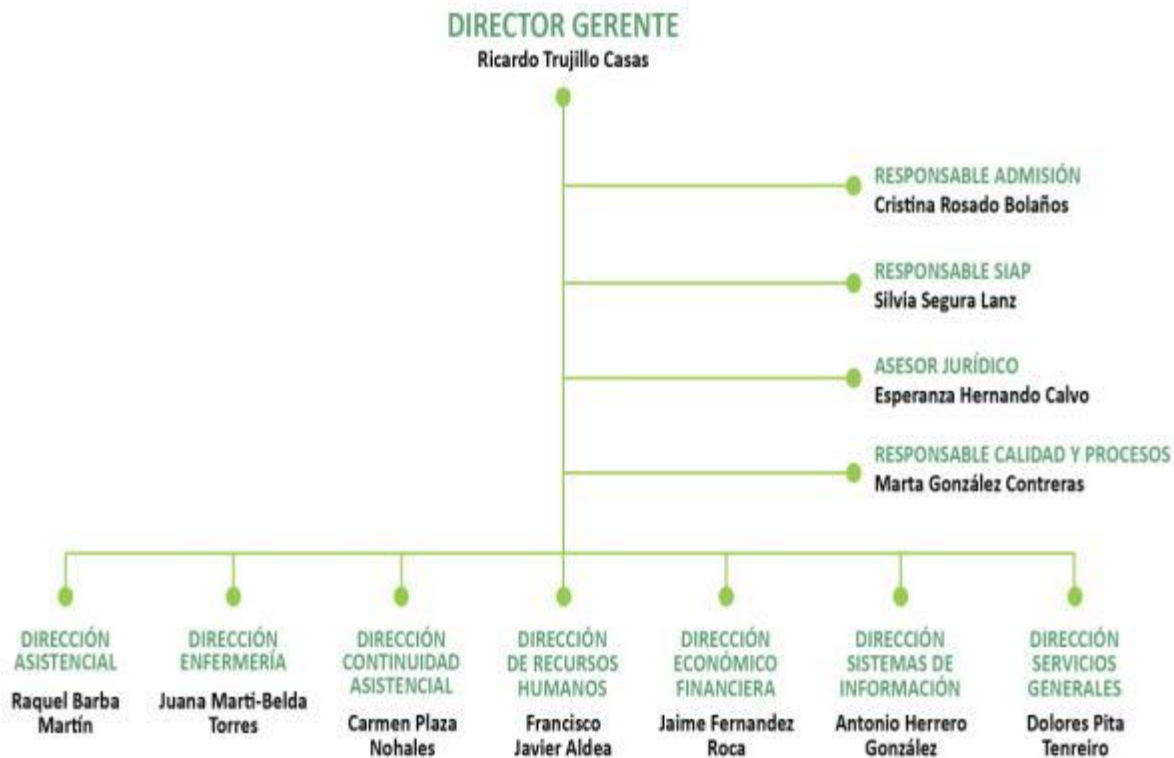 DIRECTOR GERENTE
Ricardo Trujillo Casas
RESPONSABLE ADMISIÓN
Cristina Rosado Bolaños
RESPONSABLE SIAP
Silvia Segura Lanz
ASESOR JURÍDICO
Esperanza Hernando Calvo
RESPONSABLE CALIDAD Y PROCESOS
Marta González Contreras
DIRECCIÓN
ASISTENCIAL
Raquel Barba
Martín
DIRECCIÓN
ENFERMERÍA
Juana Marti-Belda
Torres
DIRECCIÓN
CONTINUIDAD
ASISTENCIAL
Carmen Plaza
Nohales
DIRECCIÓN
DE RECURSOS
HUMANOS
Francisco
Javier Aldea
DIRECCIÓN
ECONÓMICO
FINANCIERA
Jaime Fernandez
Roca
DIRECCIÓN
SISTEMAS DE
INFORMACIÓN
Antonio Herrero
González
DIRECCIÓN
SERVICIOS
GENERALES
Dolores Pita
Tenreiro